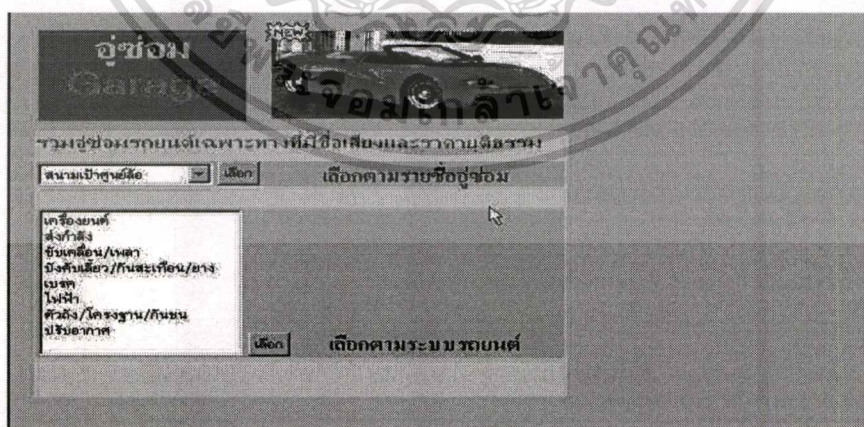 NEW
อู่ซ่อม
Garage
รวมอู่ซ่อมรถยนต์เฉพาะทางที่มีชื่อเสียงและราคายุติธรรม
สนามเป้าศูนย์ล้อ เลือก เลือกตามรายชื่ออู่ซ่อม
เครื่องยนต์
ส่งกำลัง
ขับเคลื่อน/เพลา
บังคับเลี้ยว/กันสะเทือน/ยาง
เบรค
ไฟฟ้า
ตัวถัง/โครงฐาน/กันชน
ปรับอากาศ
เลือก เลือกตามระบบรถยนต์